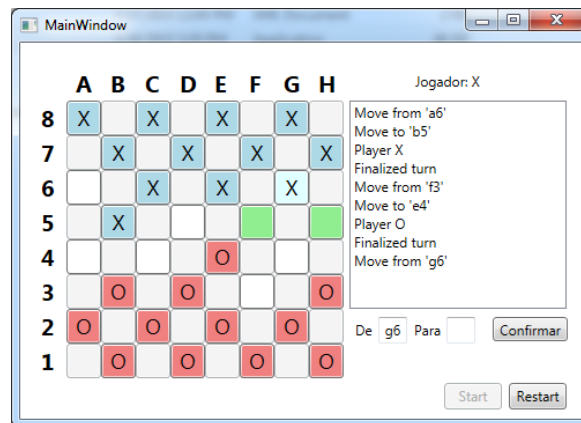 MainWindow
A B C D E F G H
Jogador: X
8 X X X X
7 X X X X
6 X X X
5 X
4 O
3 O O O
2 O O O O
1 O O O O
Move from 'a6'
Move to 'b5'
Player X
Finalized turn
Move from 'f3'
Move to 'e4'
Player O
Finalized turn
Move from 'g6'
De g6 Para Confirmar
Start Restart